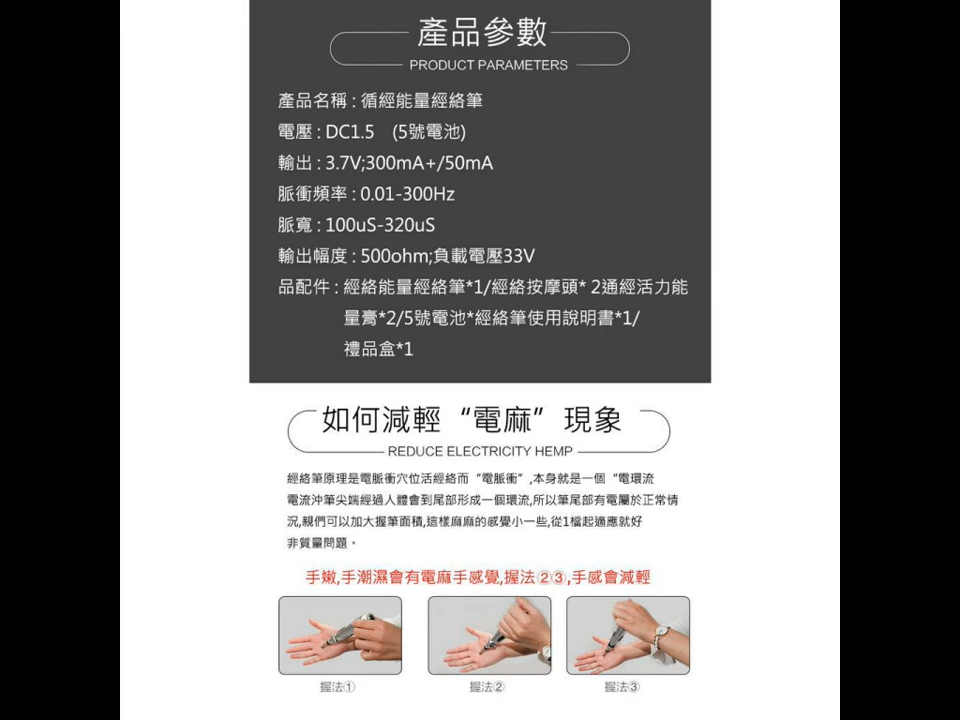 產品參數
PRODUCT PARAMETERS
產品名稱 : 循經能量經絡筆
電壓 : DC1.5 (5號電池)
輸出 : 3.7V;300mA+/50mA
脈衝頻率 : 0.01-300Hz
脈寬 : 100uS-320uS
輸出幅度 : 500ohm;負載電壓33V
品配件 : 經絡能量經絡筆*1/經絡按摩頭* 2通經活力能
量膏*2/5號電池*經絡筆使用說明書*1/
禮品盒*1
如何減輕“電麻”現象
REDUCE ELECTRICITY HEMP
經絡筆原理是電脈衝穴位活經絡而“電脈衝”,本身就是一個“電環流
電流沖筆尖端經過人體會到尾部形成一個環流,所以筆尾部有電屬於正常情
況,親們可以加大握筆面積,這樣麻麻的感覺小一些,從1檔起適應就好
非質量問題。
手嫩,手潮濕會有電麻手感覺,握法②③,手感會減輕
握法① 握法② 握法③